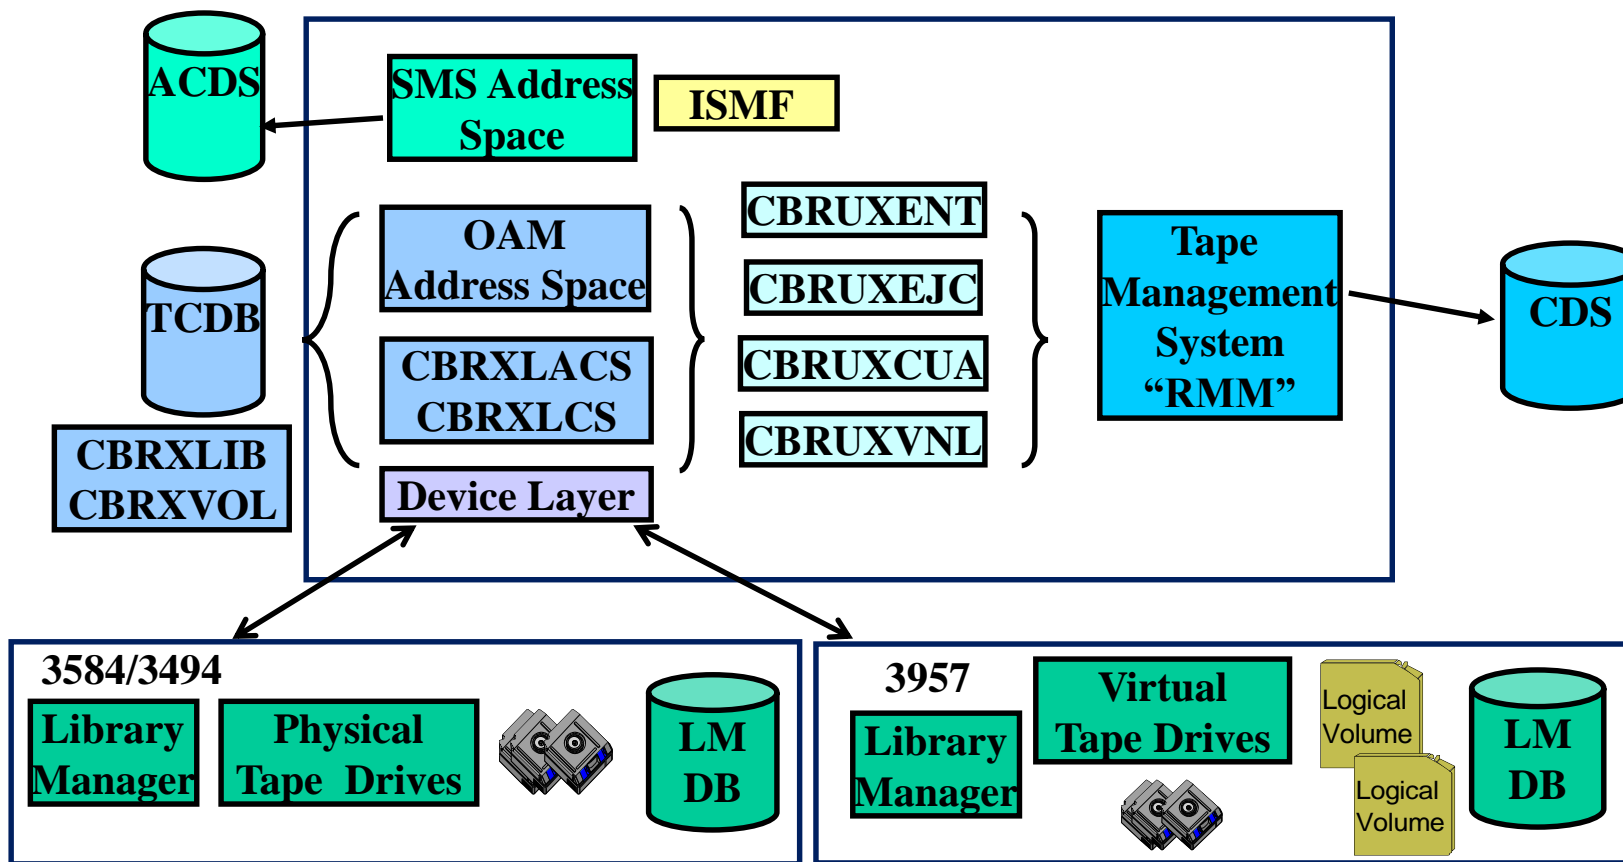 ACDS
SMS Address
Space
ISMF
TCDB
CBRXLIB
CBRXVOL
OAM
Address Space
CBRXLACS
CBRXLCS
Device Layer
CBRUXENT
CBRUXEJC
CBRUXCUA
CBRUXVNL
Tape
Management
System
“RMM”
CDS
3584/3494
Library
Manager
Physical
Tape Drives
LM
DB
3957
Library
Manager
Virtual
Tape Drives
Logical
Volume
Logical
Volume
LM
DB